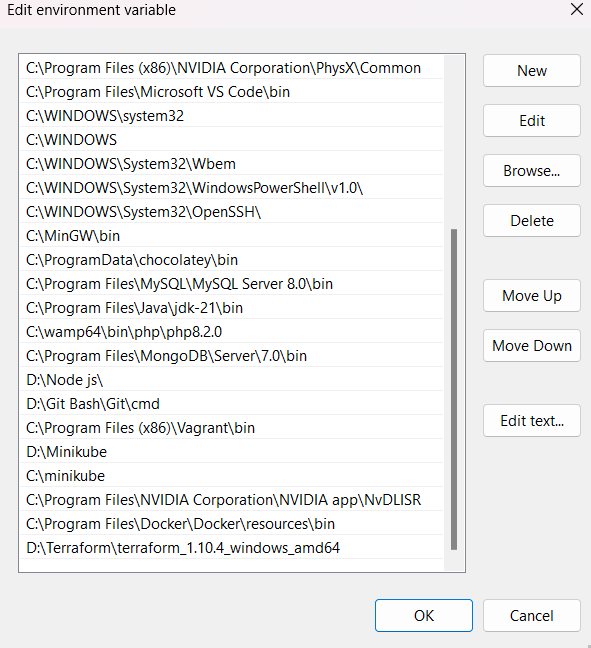 Edit environment variable
C:\Program Files (x86)\NVIDIA Corporation\PhysX\Common
C:\Program Files\Microsoft VS Code\bin
C:\WINDOWS\system32
C:\WINDOWS
C:\WINDOWS\System32\Wbem
C:\WINDOWS\System32\WindowsPowerShell\v1.0\
C:\WINDOWS\System32\OpenSSH\
C:\MinGW\bin
C:\ProgramData\chocolatey\bin
C:\Program Files\MySQL\MySQL Server 8.0\bin
C:\Program Files\Java\jdk-21\bin
C:\wamp64\bin\php\php8.2.0
C:\Program Files\MongoDB\Server\7.0\bin
D:\Node js\
D:\Git Bash\Git\cmd
C:\Program Files (x86)\Vagrant\bin
D:\Minikube
C:\minikube
C:\Program Files\NVIDIA Corporation\NVIDIA app\NvDLISR
C:\Program Files\Docker\Docker\resources\bin
D:\Terraform\terraform_1.10.4_windows_amd64
New
Edit
Browse...
Delete
Move Up
Move Down
Edit text...
OK
Cancel